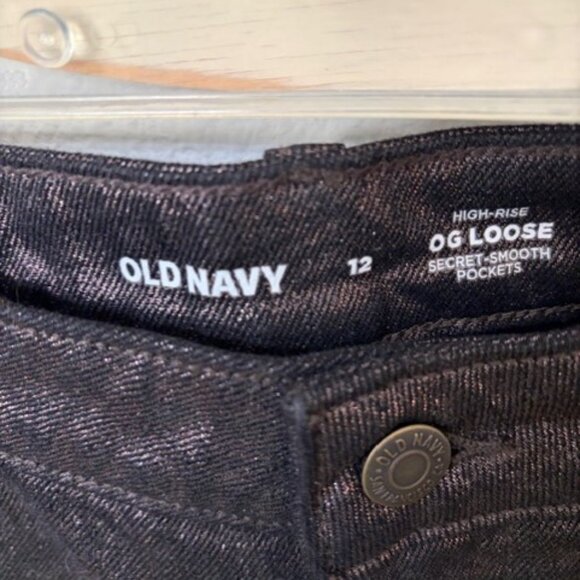 OLD NAVY
12
HIGH-RISE
OG LOOSE
SECRET-SMOOTH
POCKETS
OLD NAVY